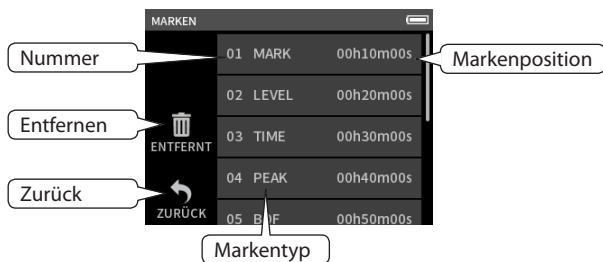 MARKEN
Nummer
01 MARK 00h10m00s
Markenposition
02 LEVEL 00h20m00s
Entfernen
ENTFERNT
03 TIME 00h30m00s
04 PEAK 00h40m00s
Zurück
ZURÜCK
05 BOF 00h50m00s
Markentyp